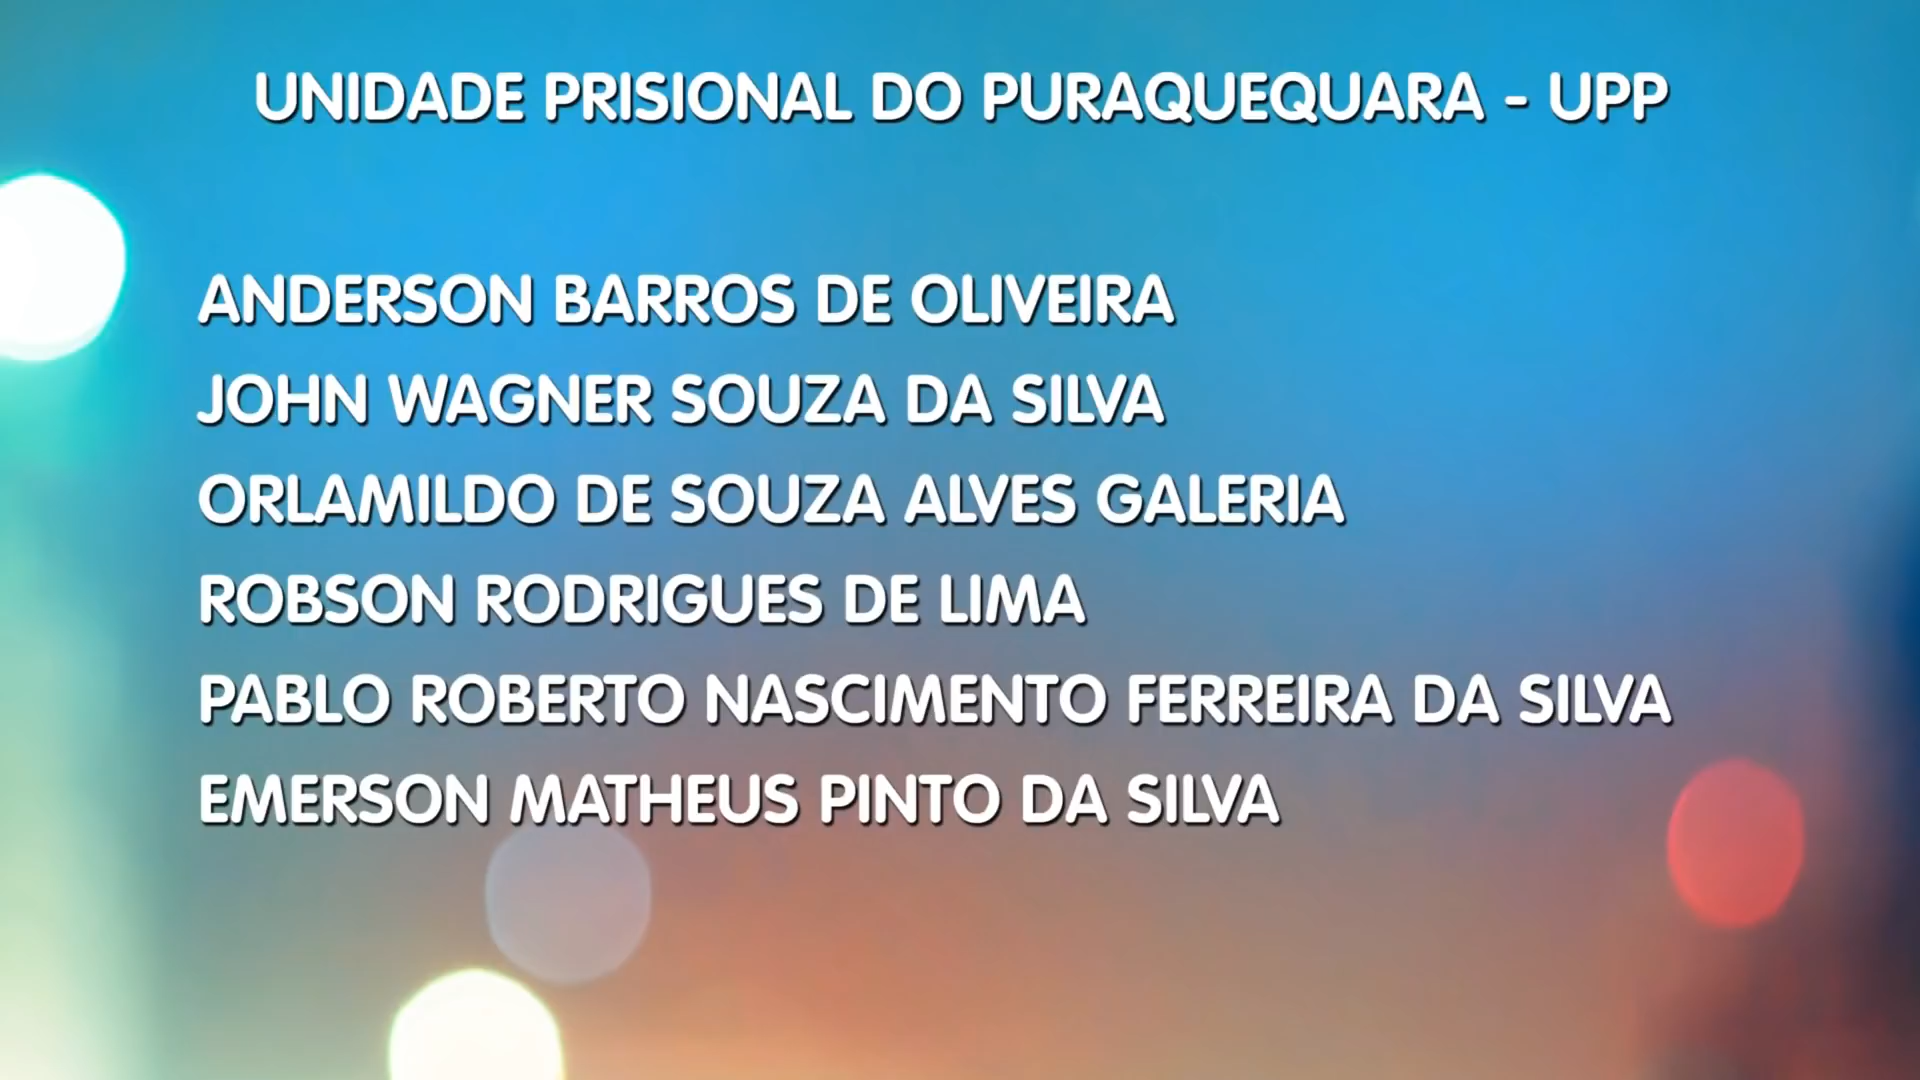 UNIDADE PRISIONAL DO PURAQUEQUARA - UPP
ANDERSON BARROS DE OLIVEIRA
JOHN WAGNER SOUZA DA SILVA
ORLAMILDO DE SOUZA ALVES GALERIA
ROBSON RODRIGUES DE LIMA
PABLO ROBERTO NASCIMENTO FERREIRA DA SILVA
EMERSON MATHEUS PINTO DA SILVA